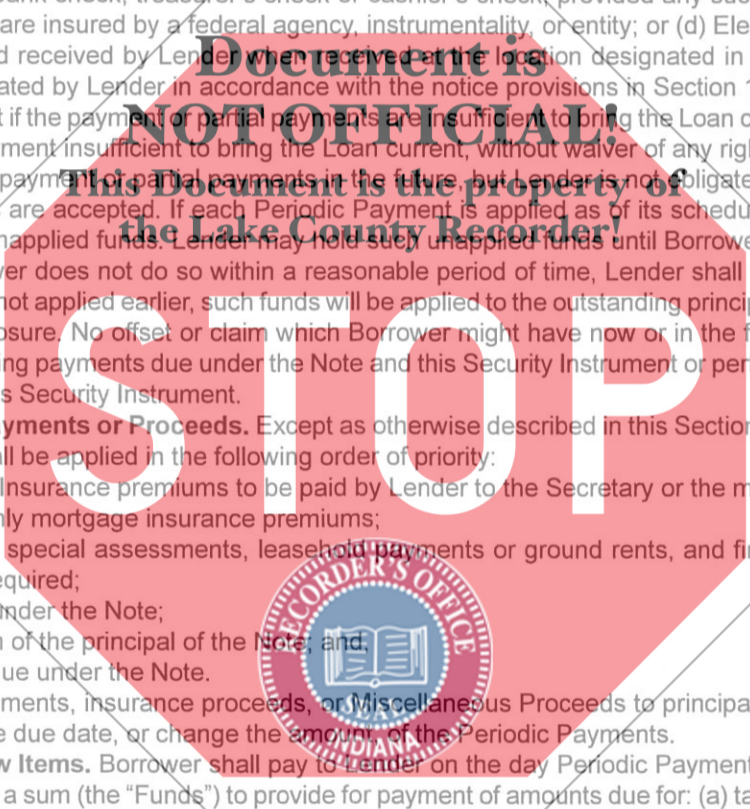 are insured by a federal agency, instrumentality, or entity; or (d) Ele
Document is
d received by Lender when received at the location designated in
ated by Lender in accordance with the notice provisions in Section
t if the payment or partial payments are insufficient to bring the Loan
NOT OFFICIAL!
ment insufficient to bring the Loan current, without waiver of any rig
payment or partial payments in the future, but Lender is not obligate
This Document is the property of
are accepted. If each Periodic Payment is applied as of its schedu
the Lake County Recorder!
napplied funds. Lender may hold such unapplied funds until Borrowe
er does not do so within a reasonable period of time, Lender shall
not applied earlier, such funds will be applied to the outstanding princi
osure. No offset or claim which Borrower might have now or in the f
ing payments due under the Note and this Security Instrument or per
s Security Instrument.
STOP
yments or Proceeds. Except as otherwise described in this Section
ll be applied in the following order of priority:
Insurance premiums to be paid by Lender to the Secretary or the m
ly mortgage insurance premiums;
special assessments, leasehold payments or ground rents, and fi
equired;
nder the Note;
of the principal of the Note; and,
ue under the Note.
ments, insurance proceeds, or Miscellaneous Proceeds to principa
e due date, or change the amount, of the Periodic Payments.
w Items. Borrower shall pay to Lender on the day Periodic Payment
a sum (the “Funds”) to provide for payment of amounts due for: (a) ta
RECORDER'S OFFICE
SEAL
INDIANA